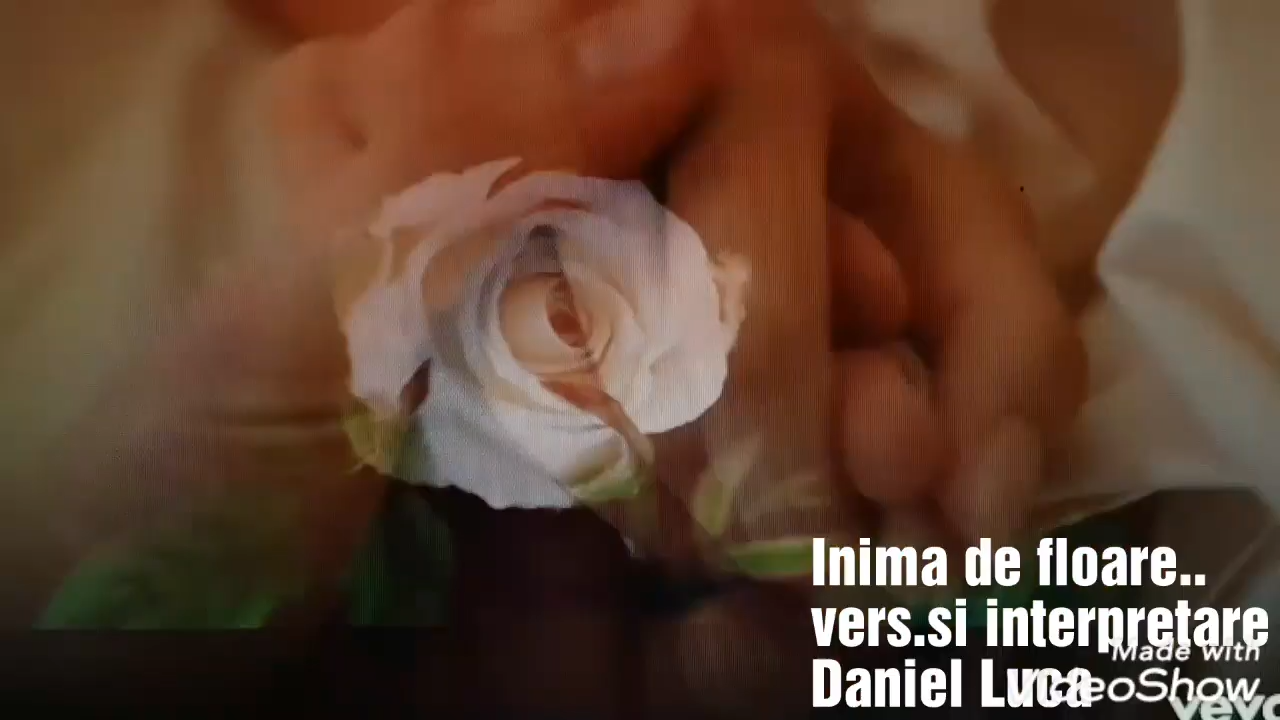 Inima de floare..
vers.si interpretare
Made with
Daniel Luca
VideoShow
vevo